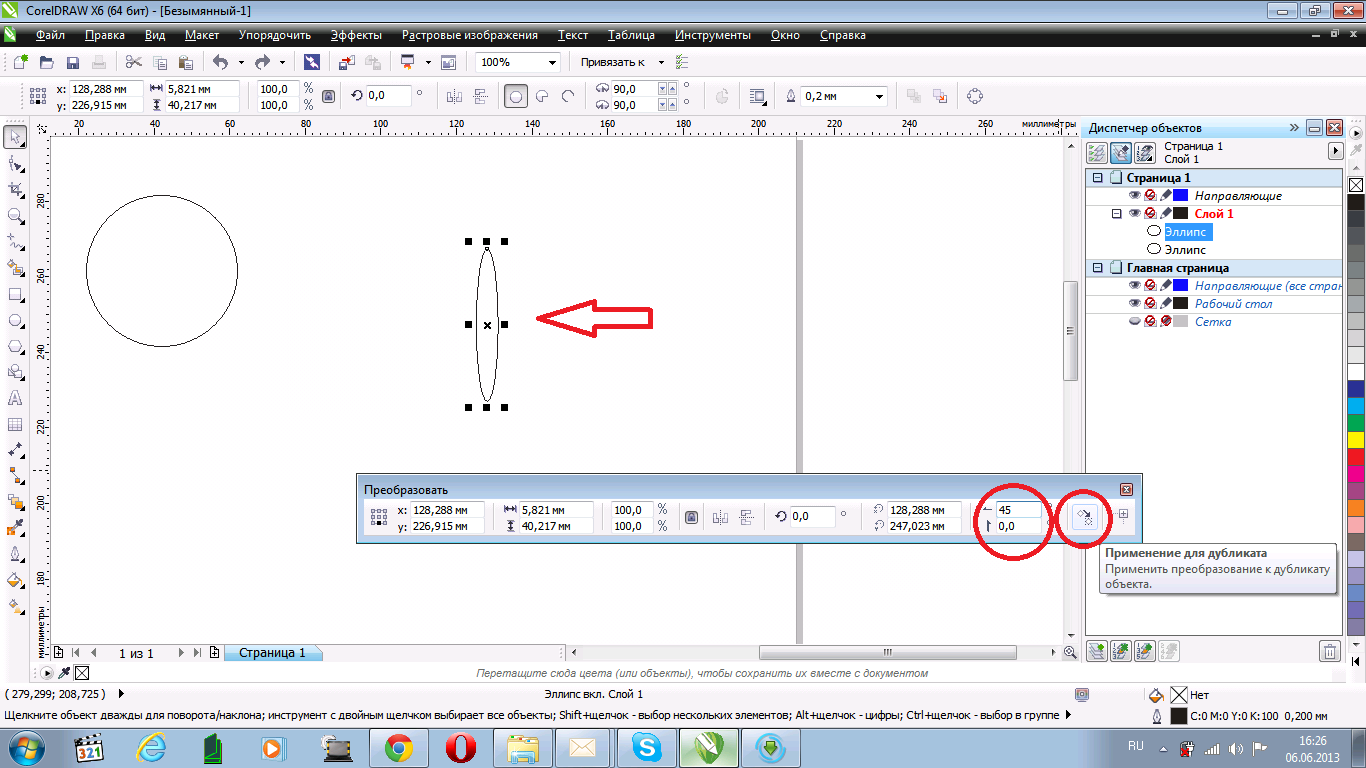 CorelDRAW X6 (64 бит) - [Безымянный-1]
Файл Правка Вид Макет Упорядочить Эффекты Растровые изображения Текст Таблица Инструменты Окно Справка
100% Привязать к
x: 128,288 мм 5,821 мм 100,0 % 0,0 ° 90,0 ° 0,2 мм
y: 226,915 мм 40,217 мм 100,0 % 90,0 °
20 40 60 80 100 120 140 160 180 200 220 240 260 миллиметры
280
260
240
220
200
180
миллиметры
Диспетчер объектов
Страница 1
Слой 1
Страница 1
Направляющие
Слой 1
Эллипс
Эллипс
Главная страница
Направляющие (все стран
Рабочий стол
Сетка
Преобразовать
x: 128,288 мм 5,821 мм 100,0 % 0,0 ° 128,288 мм 45
y: 226,915 мм 40,217 мм 100,0 % 247,023 мм 0,0
Применение для дубликата
Применить преобразование к дубликату
объекта.
1 из 1 Страница 1
Перетащите сюда цвета (или объекты), чтобы сохранить их вместе с документом
( 279,299; 208,725 ) Эллипс вкл. Слой 1 Нет
Щелкните объект дважды для поворота/наклона; инструмент с двойным щелчком выбирает все объекты; Shift+щелчок - выбор нескольких элементов; Alt+щелчок - цифры; Ctrl+щелчок - выбор в группе C:0 M:0 Y:0 K:100 0,200 мм
321
RU 16:26
06.06.2013